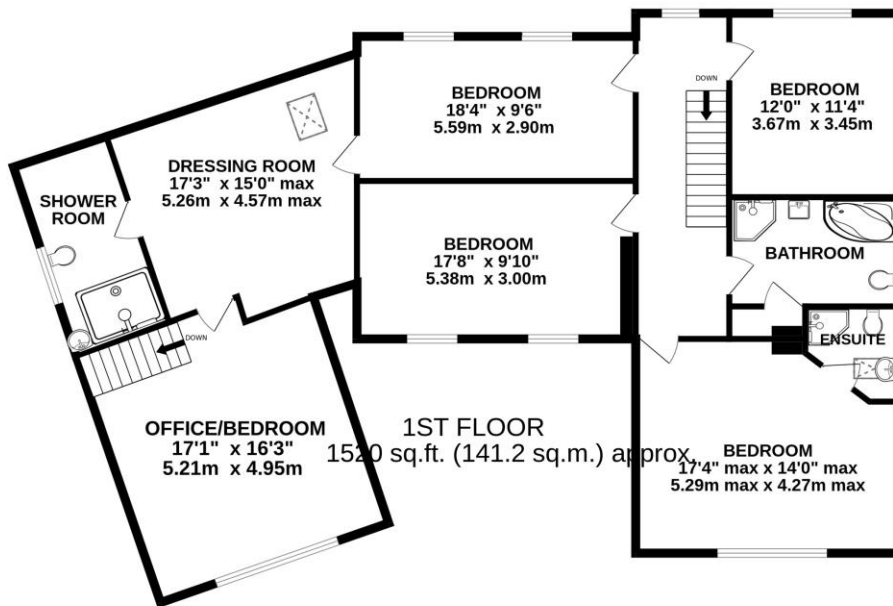 BEDROOM
18'4" x 9'6"
5.59m x 2.90m
DOWN
BEDROOM
12'0" x 11'4"
3.67m x 3.45m
DRESSING ROOM
17'3" x 15'0" max
5.26m x 4.57m max
SHOWER
ROOM
BEDROOM
17'8" x 9'10"
5.38m x 3.00m
BATHROOM
ENSUITE
DOWN
OFFICE/BEDROOM
17'1" x 16'3"
5.21m x 4.95m
1ST FLOOR
1520 sq.ft. (141.2 sq.m.) approx.
BEDROOM
17'4" max x 14'0" max
5.29m max x 4.27m max